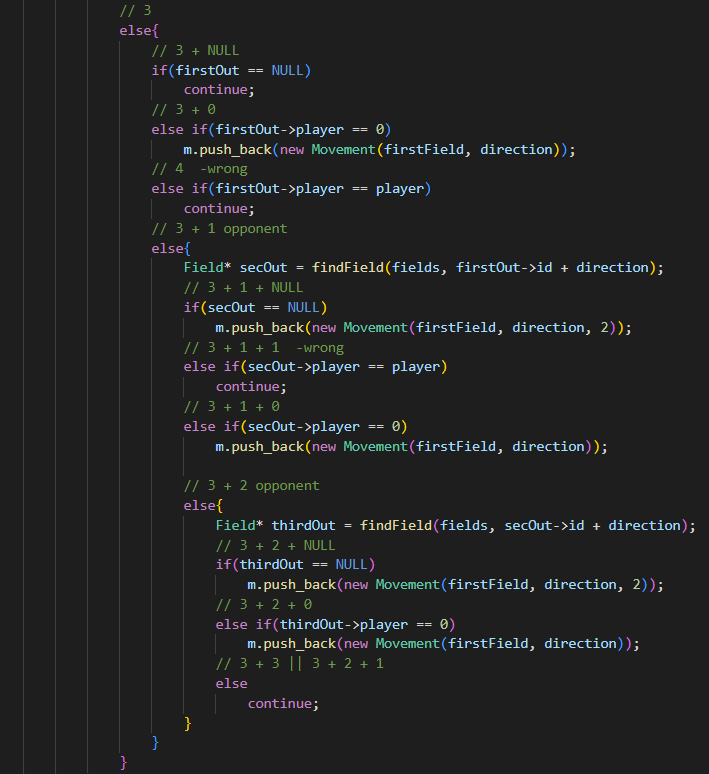 // 3
else{
// 3 + NULL
if(firstOut == NULL)
continue;
// 3 + 0
else if(firstOut->player == 0)
m.push_back(new Movement(firstField, direction));
// 4  -wrong
else if(firstOut->player == player)
continue;
// 3 + 1 opponent
else{
Field* secOut = findField(fields, firstOut->id + direction);
// 3 + 1 + NULL
if(secOut == NULL)
m.push_back(new Movement(firstField, direction, 2));
// 3 + 1 + 1  -wrong
else if(secOut->player == player)
continue;
// 3 + 1 + 0
else if(secOut->player == 0)
m.push_back(new Movement(firstField, direction));
// 3 + 2 opponent
else{
Field* thirdOut = findField(fields, secOut->id + direction);
// 3 + 2 + NULL
if(thirdOut == NULL)
m.push_back(new Movement(firstField, direction, 2));
// 3 + 2 + 0
else if(thirdOut->player == 0)
m.push_back(new Movement(firstField, direction));
// 3 + 3 || 3 + 2 + 1
else
continue;
}
}
}